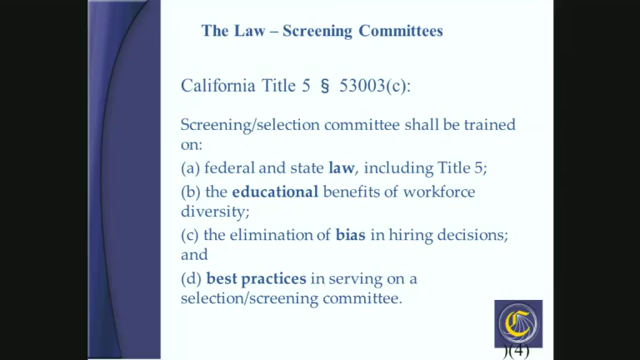 The Law – Screening Committees
California Title 5 § 53003(c):
Screening/selection committee shall be trained
on:
(a) federal and state law, including Title 5;
(b) the educational benefits of workforce
diversity;
(c) the elimination of bias in hiring decisions;
and
(d) best practices in serving on a
selection/screening committee.
C
)(4)